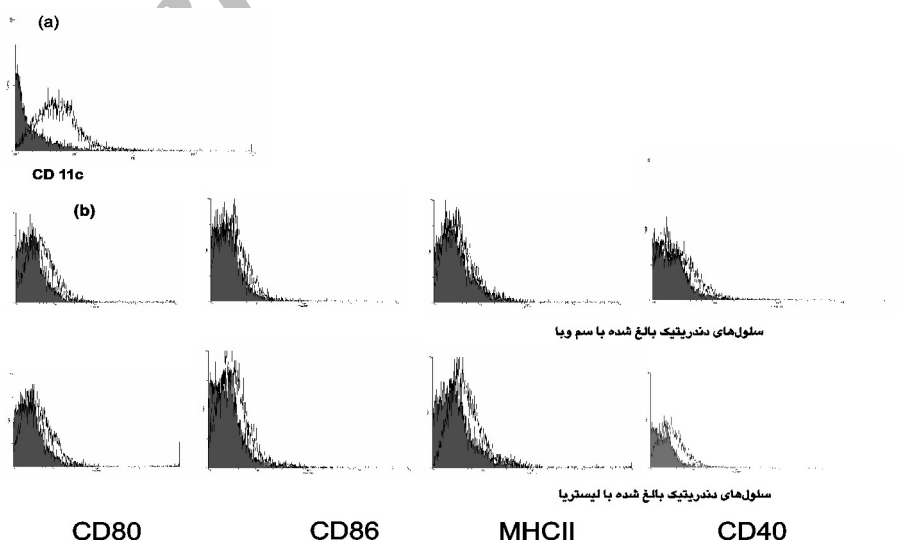 (a)
CD 11c
(b)
سلول‌های دندریتیک بالغ شده با سم وبا
سلول‌های دندریتیک بالغ شده با لیستریا
CD80 CD86 MHCII CD40